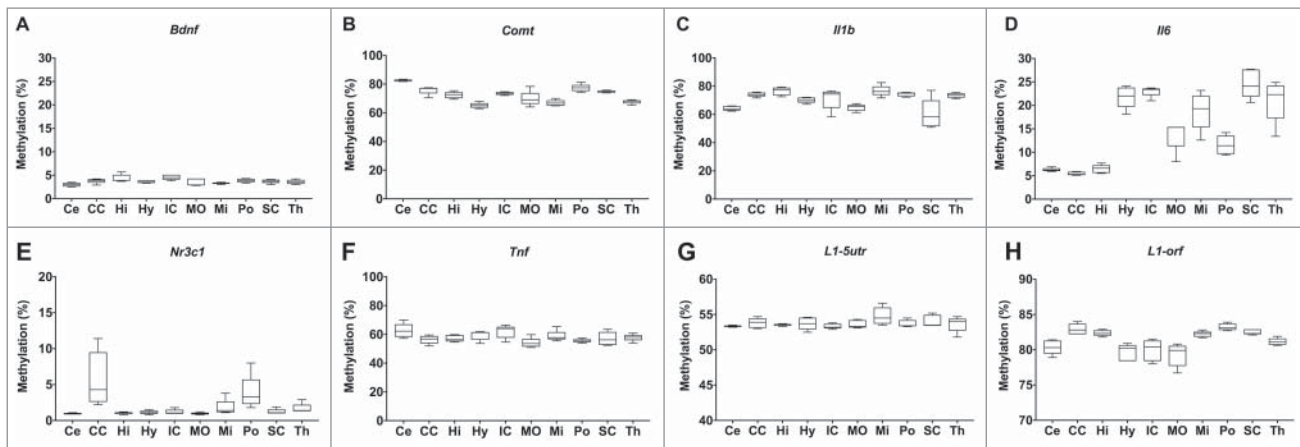 A
Bdnf
Methylation (%)
30
25
20
15
10
5
0
Ce CC Hi Hy IC MO Mi Po SC Th
B
Comt
Methylation (%)
100
80
60
40
20
0
Ce CC Hi Hy IC MO Mi Po SC Th
C
Il1b
Methylation (%)
100
80
60
40
20
0
Ce CC Hi Hy IC MO Mi Po SC Th
D
Il6
Methylation (%)
30
25
20
15
10
5
0
Ce CC Hi Hy IC MO Mi Po SC Th
E
Nr3c1
Methylation (%)
20
15
10
5
0
Ce CC Hi Hy IC MO Mi Po SC Th
F
Tnf
Methylation (%)
100
80
60
40
20
0
Ce CC Hi Hy IC MO Mi Po SC Th
G
L1-5utr
Methylation (%)
60
55
50
45
40
Ce CC Hi Hy IC MO Mi Po SC Th
H
L1-orf
Methylation (%)
90
80
70
Ce CC Hi Hy IC MO Mi Po SC Th